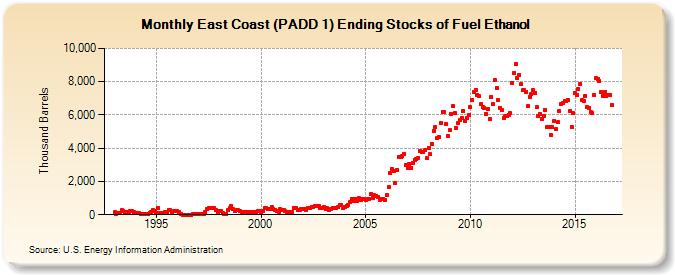 Monthly East Coast (PADD 1) Ending Stocks of Fuel Ethanol
Thousand Barrels
10,000
8,000
6,000
4,000
2,000
0
1995 2000 2005 2010 2015
Source: U.S. Energy Information Administration